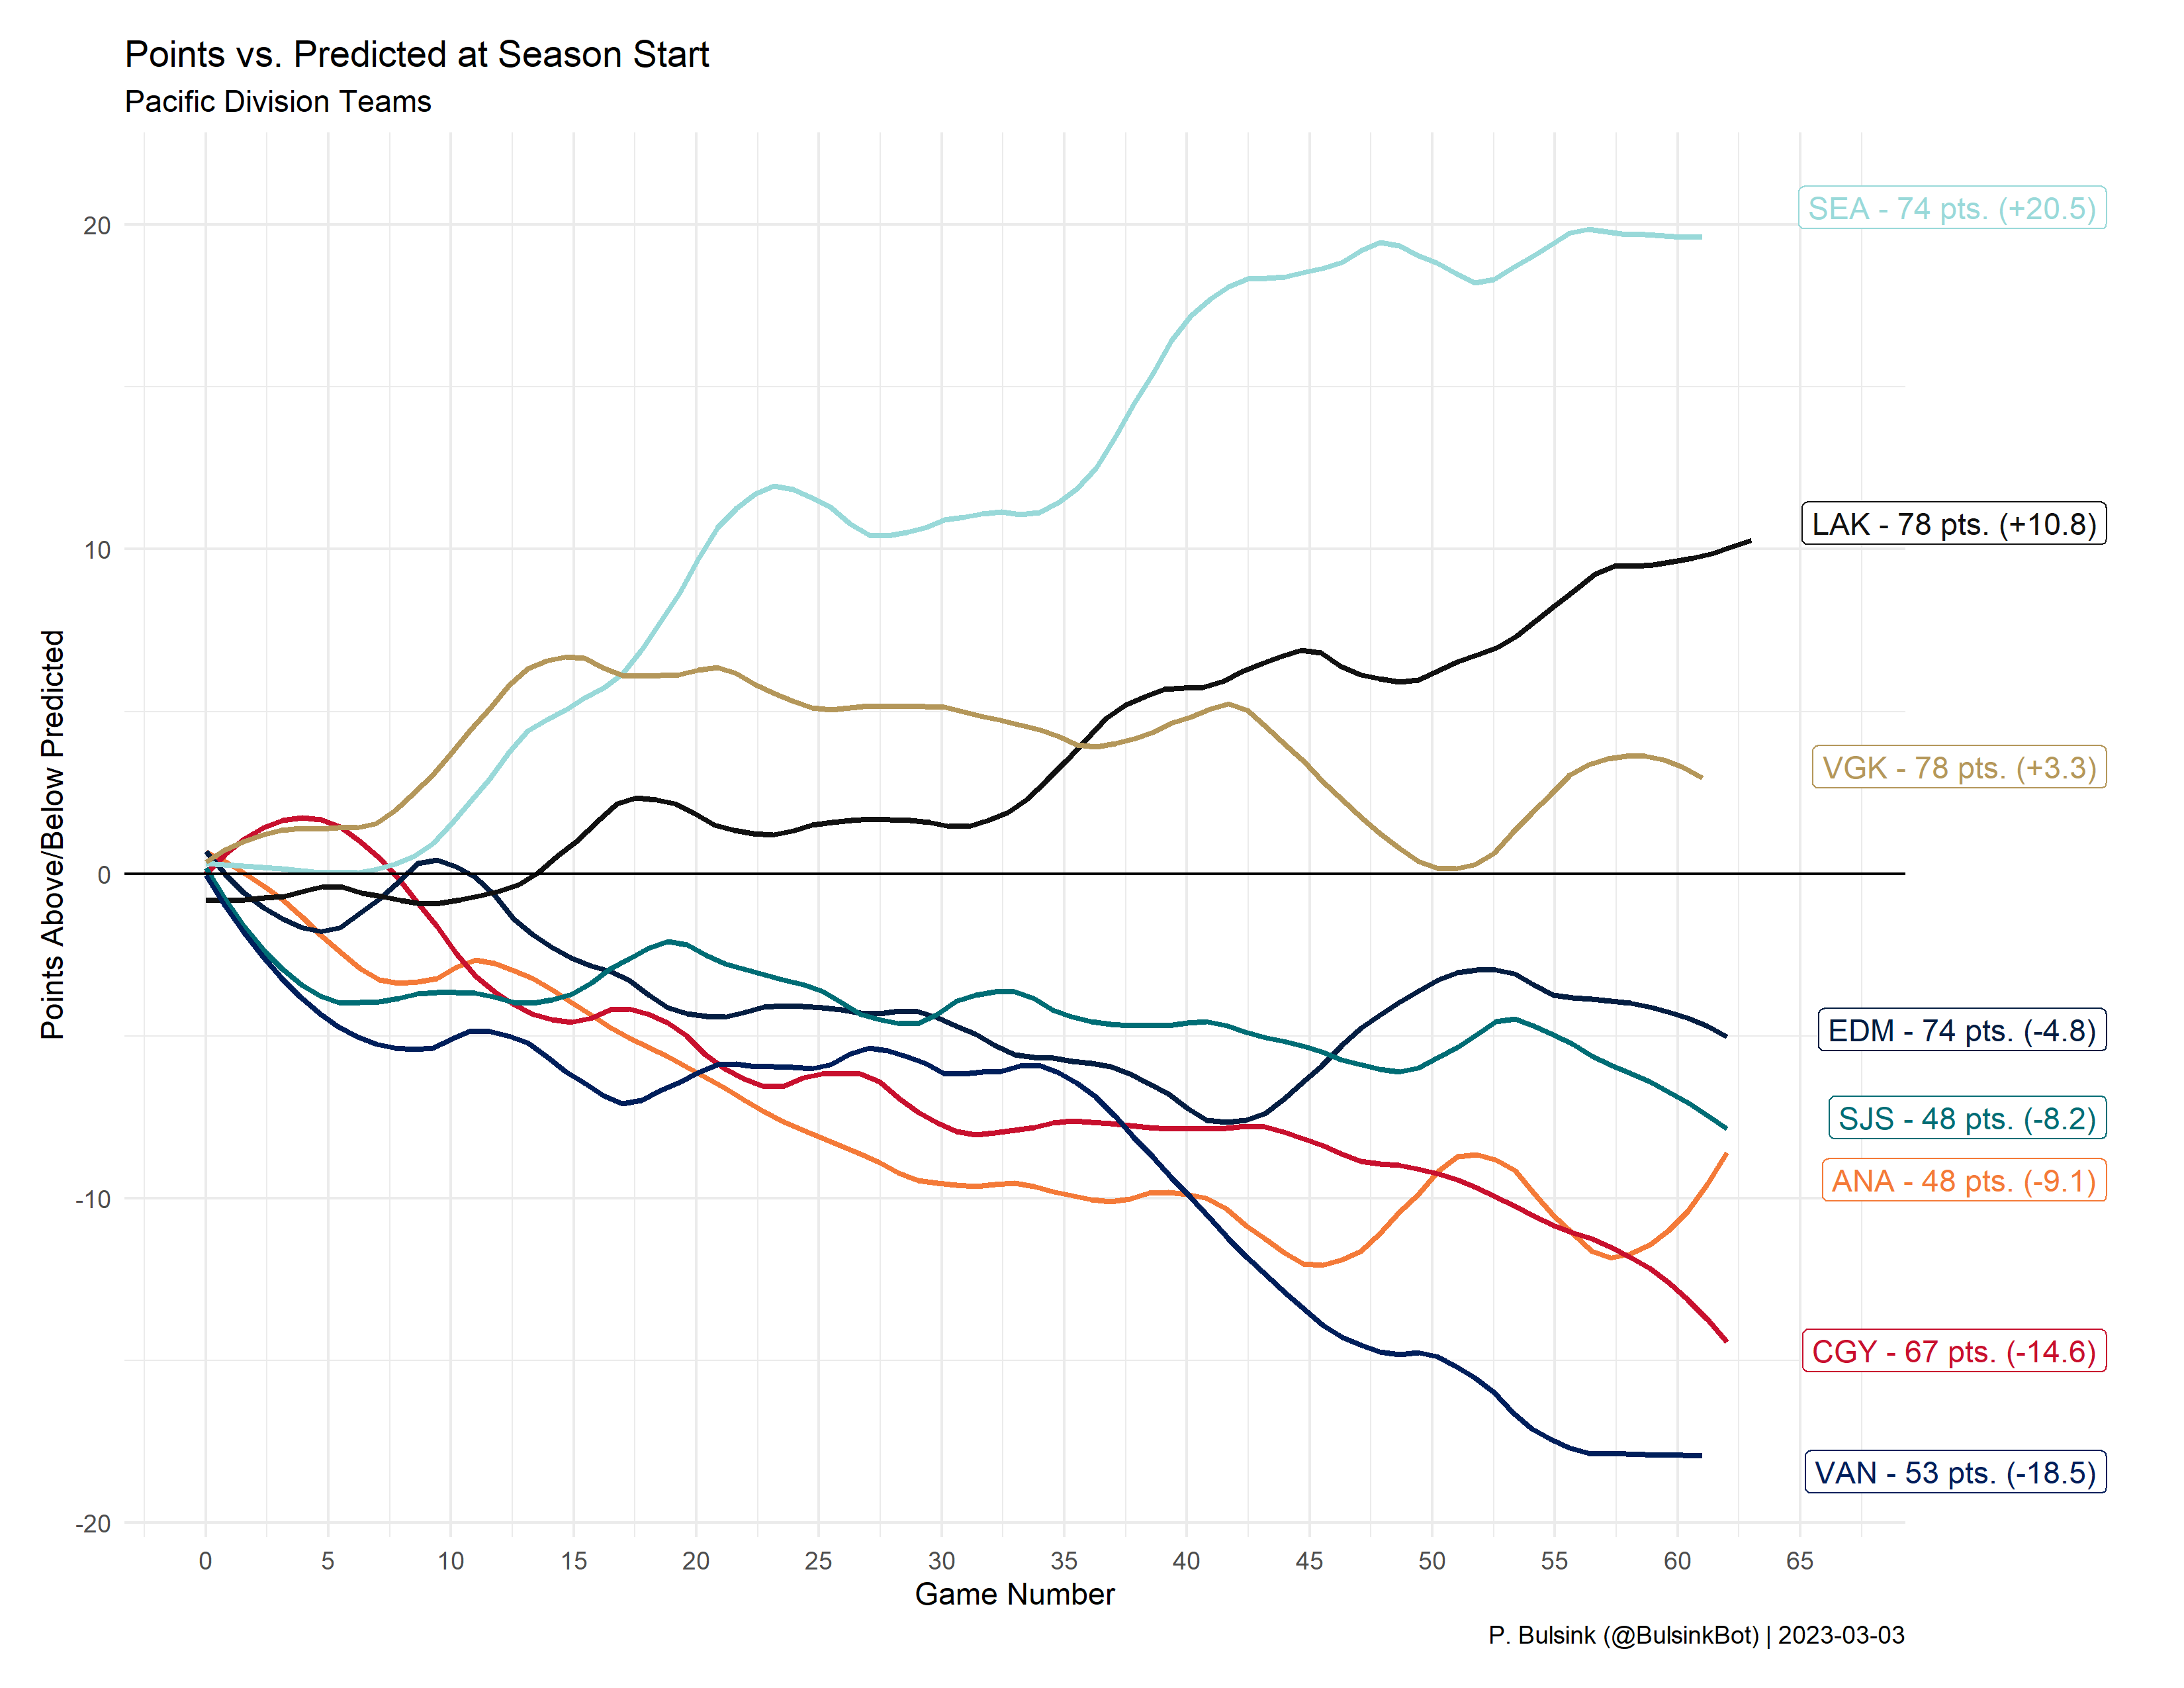 Points vs. Predicted at Season Start
Pacific Division Teams
Points Above/Below Predicted
20
10
0
-10
-20
SEA - 74 pts. (+20.5)
LAK - 78 pts. (+10.8)
VGK - 78 pts. (+3.3)
EDM - 74 pts. (-4.8)
SJS - 48 pts. (-8.2)
ANA - 48 pts. (-9.1)
CGY - 67 pts. (-14.6)
VAN - 53 pts. (-18.5)
0 5 10 15 20 25 30 35 40 45 50 55 60 65
Game Number
P. Bulsink (@BulsinkBot) | 2023-03-03